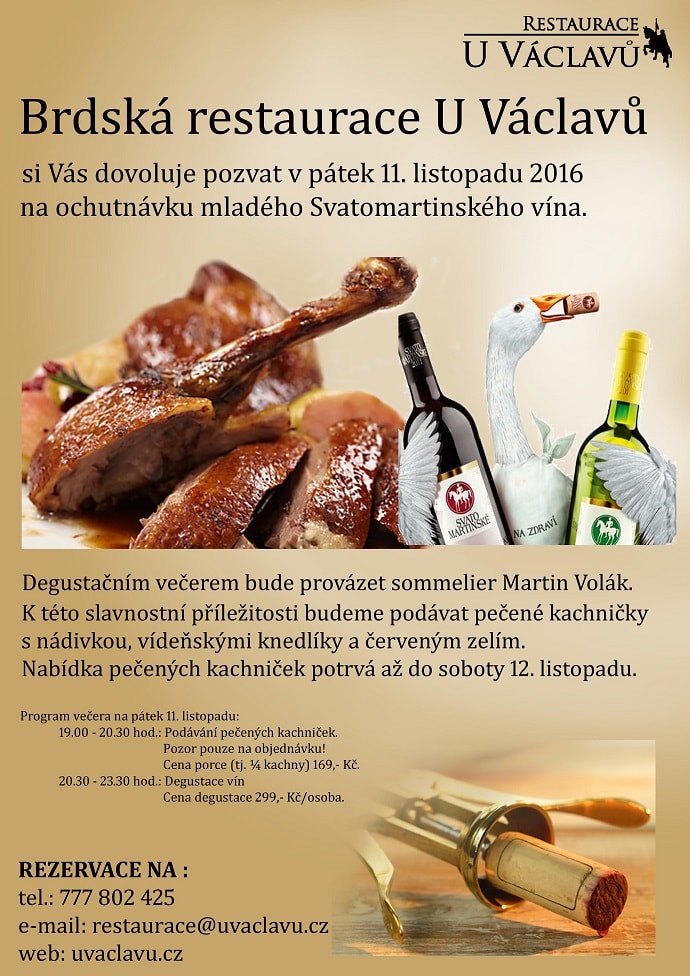 RESTAURACE
U VÁCLAVŮ
Brdská restaurace U Václavů
si Vás dovoluje pozvat v pátek 11. listopadu 2016
na ochutnávku mladého Svatomartinského vína.
SVATO
MARTINSKÉ
SVATO
MARTINSKÉ
NA ZDRAVÍ
Degustačním večerem bude provázet sommelier Martin Volák.
K této slavnostní příležitosti budeme podávat pečené kachničky
s nádivkou, vídeňskými knedlíky a červeným zelím.
Nabídka pečených kachniček potrvá až do soboty 12. listopadu.
Program večera na pátek 11. listopadu:
19.00 - 20.30 hod.: Podávání pečených kachniček.
Pozor pouze na objednávku!
Cena porce (tj. ¼ kachny) 169,- Kč.
20.30 - 23.30 hod.: Degustace vín
Cena degustace 299,- Kč/osoba.
REZERVACE NA :
tel.: 777 802 425
e-mail: restaurace@uvaclavu.cz
web: uvaclavu.cz